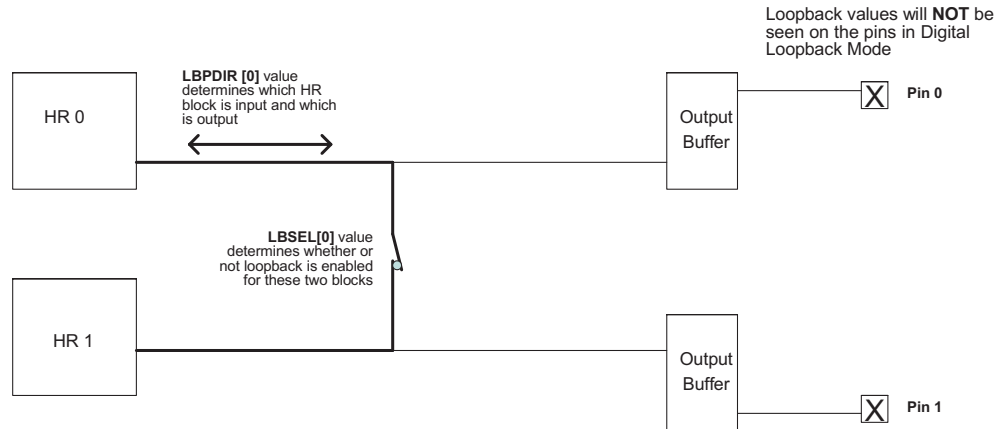 Loopback values will NOT be
seen on the pins in Digital
Loopback Mode
LBPDIR [0] value
determines which HR
block is input and which
is output
HR 0
Output
Buffer
X
Pin 0
LBSEL[0] value
determines whether or
not loopback is enabled
for these two blocks
HR 1
Output
Buffer
X
Pin 1